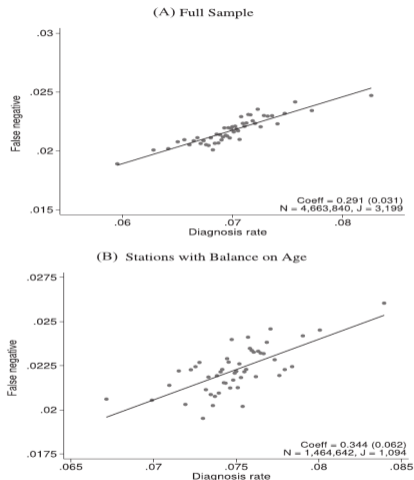 (A) Full Sample
.03
.025
.02
.015
False negative
.06 .07 .08
Diagnosis rate
Coeff = 0.291 (0.031)
N = 4,663,840, J = 3,199
(B) Stations with Balance on Age
.0275
.025
.0225
.02
.0175
False negative
.065 .07 .075 .08 .085
Diagnosis rate
Coeff = 0.344 (0.062)
N = 1,464,642, J = 1,094